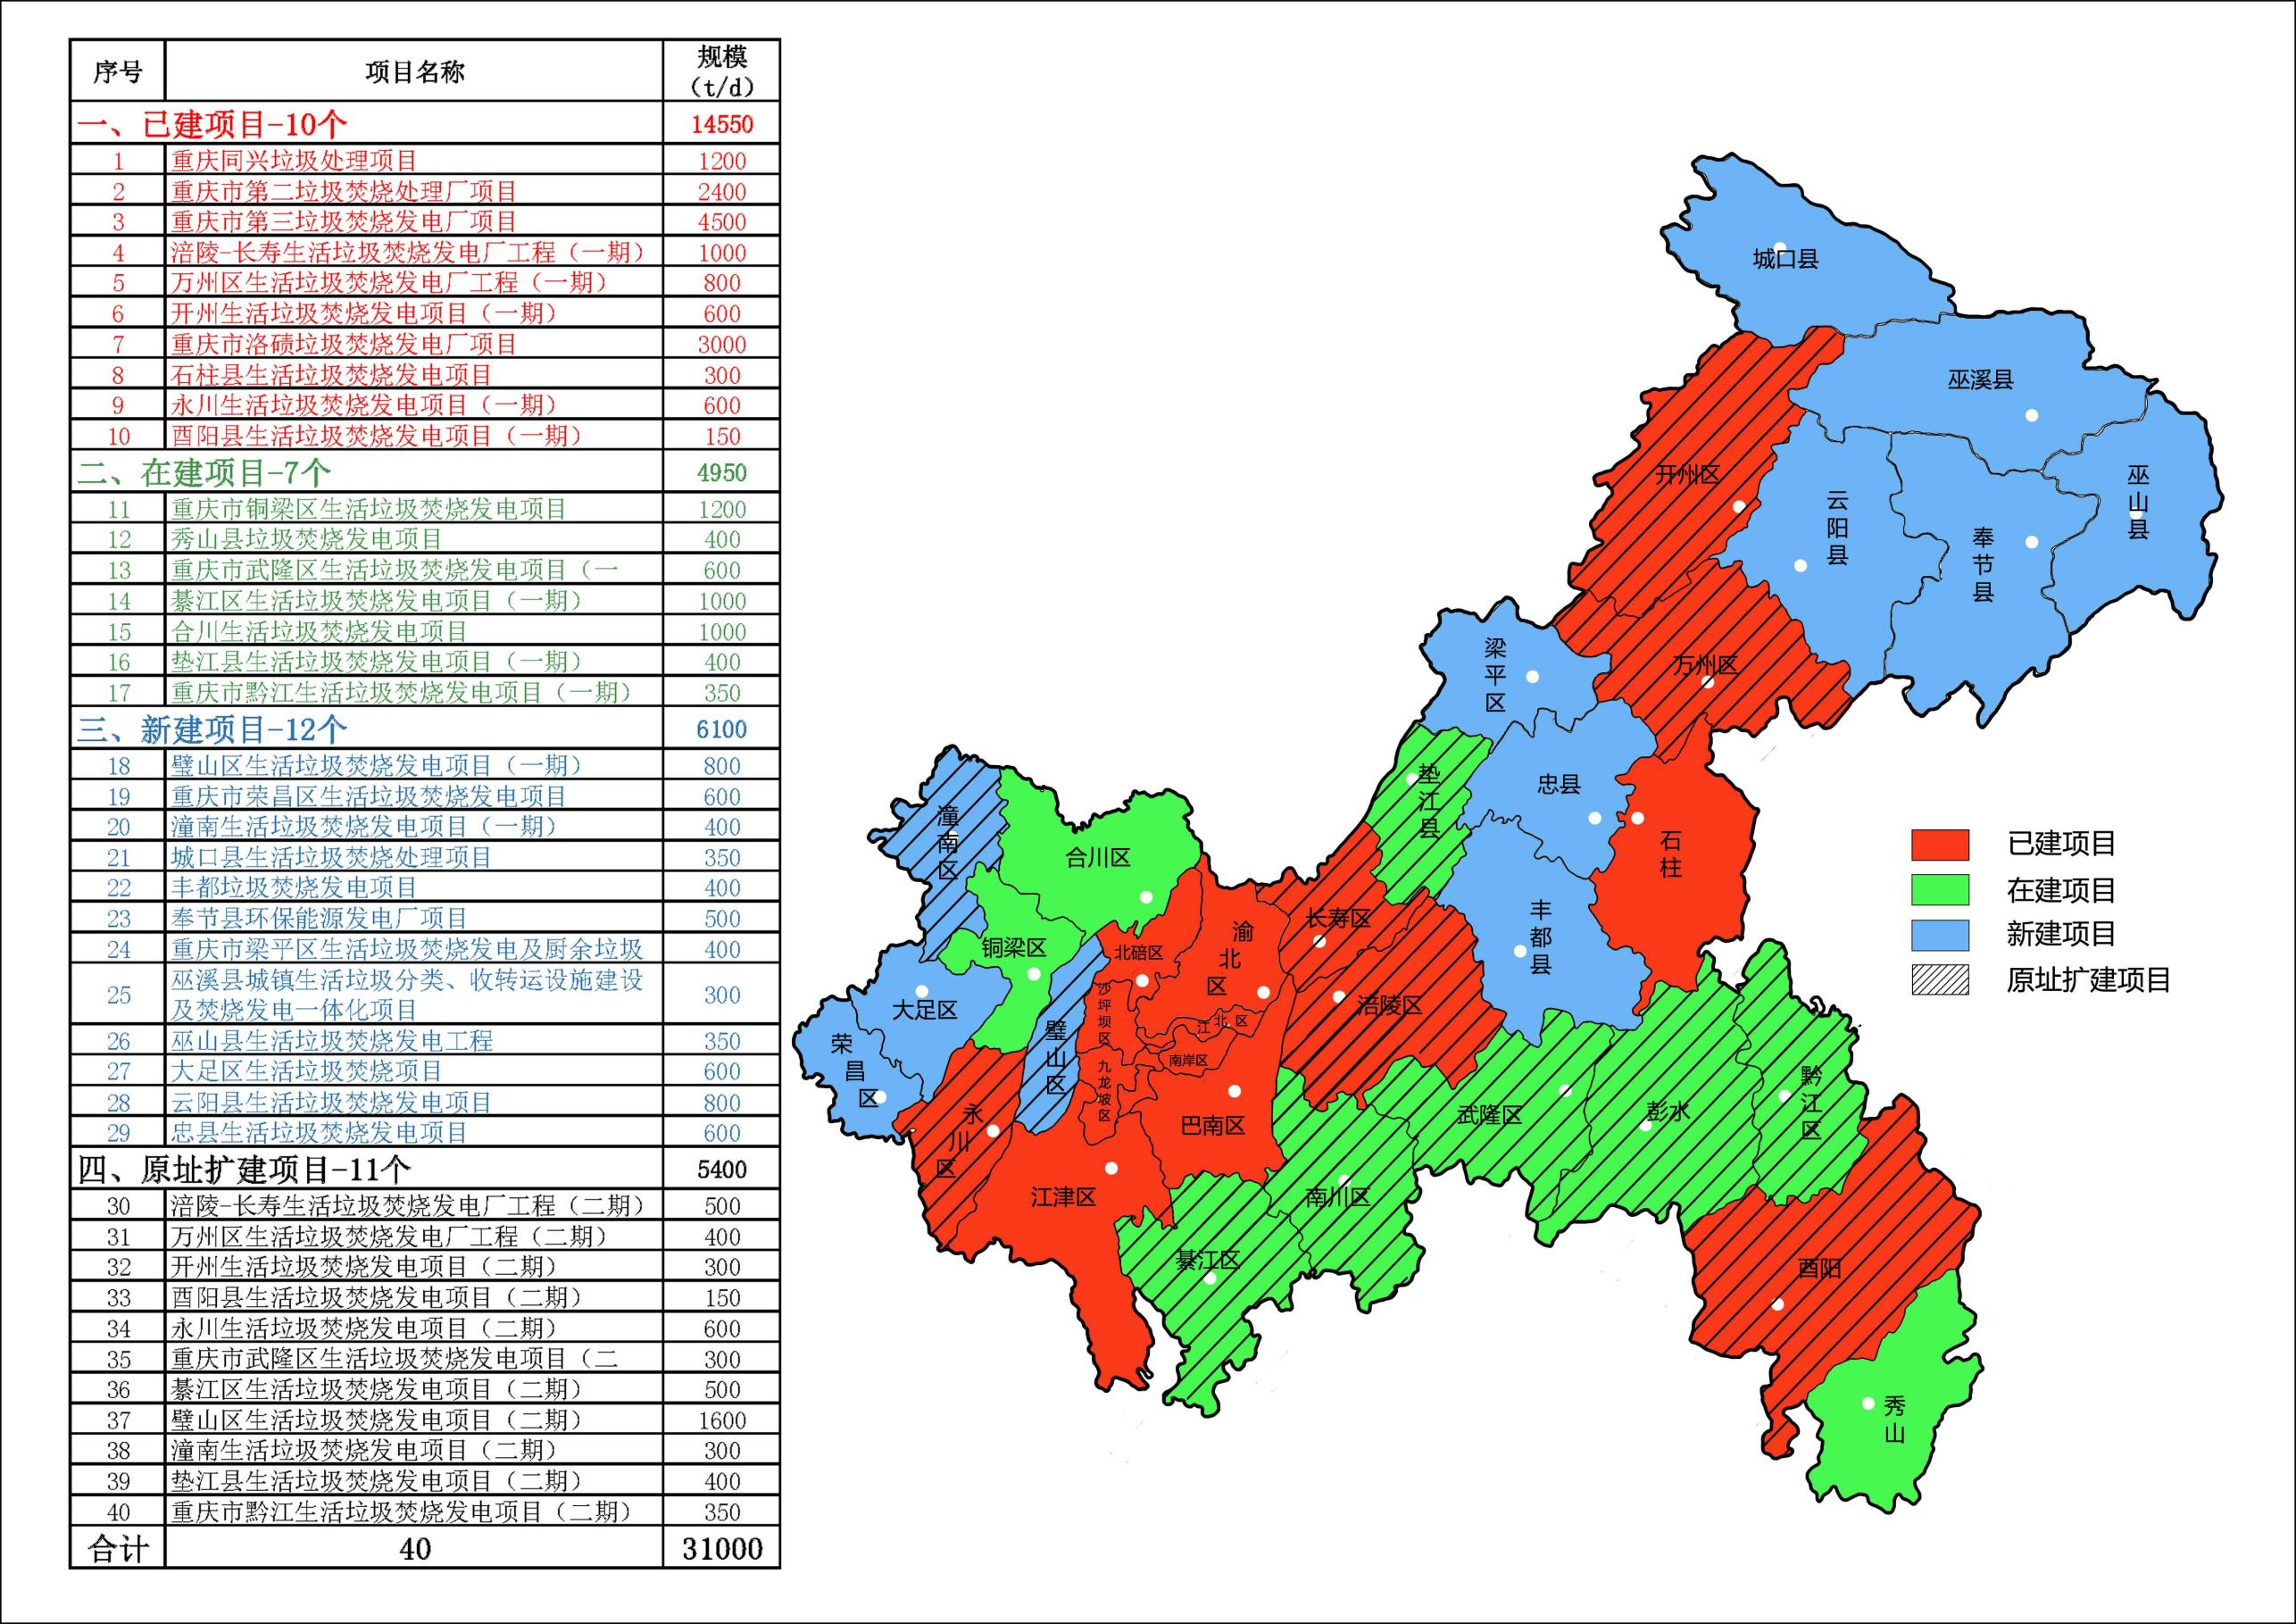 序号 项目名称 规模
(t/d)
一、已建项目-10个 14550
1 重庆同兴垃圾处理项目 1200
2 重庆市第二垃圾焚烧处理厂项目 2400
3 重庆市第三垃圾焚烧发电厂项目 4500
4 涪陵-长寿生活垃圾焚烧发电厂工程（一期） 1000
5 万州区生活垃圾焚烧发电厂工程（一期） 800
6 开州生活垃圾焚烧发电项目（一期） 600
7 重庆市洛碛垃圾焚烧发电厂项目 3000
8 石柱县生活垃圾焚烧发电项目 300
9 永川生活垃圾焚烧发电项目（一期） 600
10 酉阳县生活垃圾焚烧发电项目（一期） 150
二、在建项目-7个 4950
11 重庆市铜梁区生活垃圾焚烧发电项目 1200
12 秀山县垃圾焚烧发电项目 400
13 重庆市武隆区生活垃圾焚烧发电项目（一 600
14 綦江区生活垃圾焚烧发电项目（一期） 1000
15 合川生活垃圾焚烧发电项目 1000
16 垫江县生活垃圾焚烧发电项目（一期） 400
17 重庆市黔江生活垃圾焚烧发电项目（一期） 350
三、新建项目-12个 6100
18 璧山区生活垃圾焚烧发电项目（一期） 800
19 重庆市荣昌区生活垃圾焚烧发电项目 600
20 潼南生活垃圾焚烧发电项目（一期） 400
21 城口县生活垃圾焚烧处理项目 350
22 丰都垃圾焚烧发电项目 400
23 奉节县环保能源发电厂项目 500
24 重庆市梁平区生活垃圾焚烧发电及厨余垃圾 400
25 巫溪县城镇生活垃圾分类、收转运设施建设
及焚烧发电一体化项目 300
26 巫山县生活垃圾焚烧发电工程 350
27 大足区生活垃圾焚烧项目 600
28 云阳县生活垃圾焚烧发电项目 800
29 忠县生活垃圾焚烧发电项目 600
四、原址扩建项目-11个 5400
30 涪陵-长寿生活垃圾焚烧发电厂工程（二期） 500
31 万州区生活垃圾焚烧发电厂工程（二期） 400
32 开州生活垃圾焚烧发电项目（二期） 300
33 酉阳县生活垃圾焚烧发电项目（二期） 150
34 永川生活垃圾焚烧发电项目（二期） 600
35 重庆市武隆区生活垃圾焚烧发电项目（二 300
36 綦江区生活垃圾焚烧发电项目（二期） 500
37 璧山区生活垃圾焚烧发电项目（二期） 1600
38 潼南生活垃圾焚烧发电项目（二期） 300
39 垫江县生活垃圾焚烧发电项目（二期） 400
40 重庆市黔江生活垃圾焚烧发电项目（二期） 350
合计 40 31000
城口县
巫溪县
开州区
巫山县
云阳县
奉节县
万州区
梁平区
垫江县
忠县
石柱
潼南区
合川区
长寿区
丰都县
渝北区
铜梁区
北碚区
涪陵区
大足区
沙坪坝区
江北区
荣昌区
璧山区
南岸区
九龙坡区
永川区
巴南区
武隆区
彭水
黔江区
江津区
南川区
綦江区
酉阳
秀山
已建项目
在建项目
新建项目
原址扩建项目